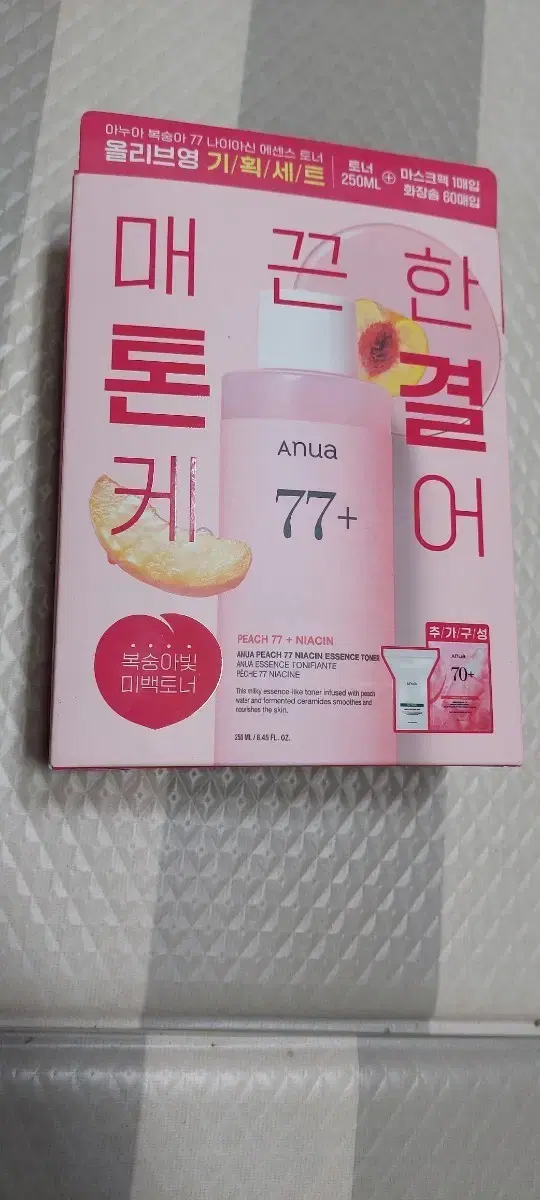 아누아 복숭아 77 나이아신 에센스 토너
올리브영 기/획/세/트
토너
250ML
+
마스크팩 1매입
화장솜 60매입
매끈한
톤 결
케어
Anua
77+
PEACH 77 + NIACIN
ANUA PEACH 77 NIACIN ESSENCE TONER
ANUA ESSENCE TONIFIANTE
PÊCHE 77 NIACINE
This milky essence-like toner infused with peach
water and fermented ceramides smoothes and
nourishes the skin.
250 ML / 8.45 FL. OZ.
복숭아빛
미백토너
추/가/구/성
Anua
Anua
70+